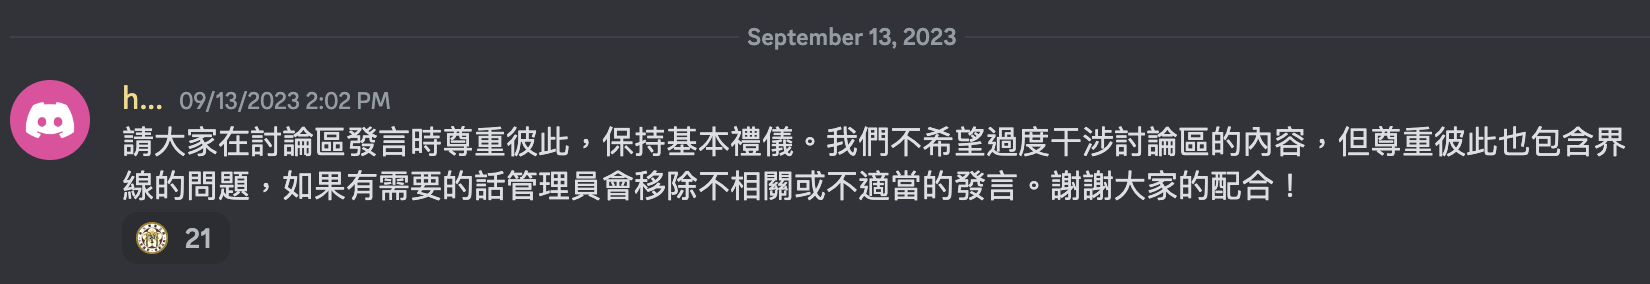 September 13, 2023
h... 09/13/2023 2:02 PM
請大家在討論區發言時尊重彼此，保持基本禮儀。我們不希望過度干涉討論區的內容，但尊重彼此也包含界
線的問題，如果有需要的話管理員會移除不相關或不適當的發言。謝謝大家的配合！
21